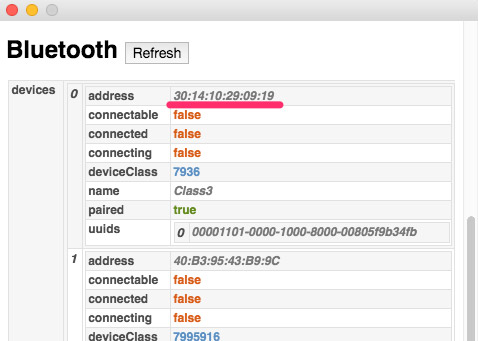 Bluetooth Refresh
devices 0 address 30:14:10:29:09:19
connectable false
connected false
connecting false
deviceClass 7936
name Class3
paired true
uuids 0 00001101-0000-1000-8000-00805f9b34fb
1 address 40:B3:95:43:B9:9C
connectable false
connected false
connecting false
deviceClass 7995916